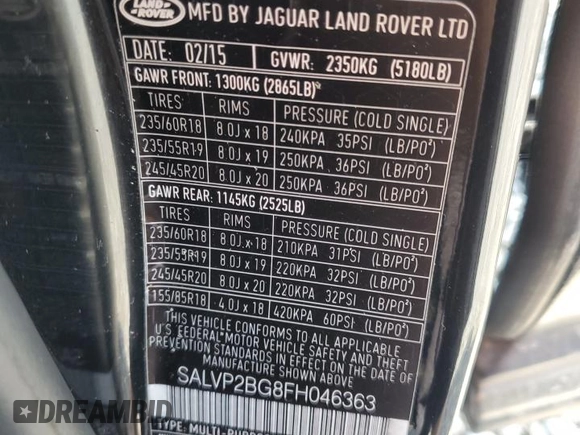 LAND ROVER
MFD BY JAGUAR LAND ROVER LTD
DATE: 02/15 GVWR: 2350KG (5180LB)
GAWR FRONT: 1300KG (2865LB)
TIRES RIMS PRESSURE (COLD SINGLE)
235/60R18 8.0J x 18 240KPA 35PSI (LB/PO²)
235/55R19 8.0J x 19 250KPA 36PSI (LB/PO²)
245/45R20 8.0J x 20 250KPA 36PSI (LB/PO²)
GAWR REAR: 1145KG (2525LB)
TIRES RIMS PRESSURE (COLD SINGLE)
235/60R18 8.0J x 18 210KPA 31PSI (LB/PO²)
235/55R19 8.0J x 19 220KPA 32PSI (LB/PO²)
245/45R20 8.0J x 20 220KPA 32PSI (LB/PO²)
155/85R18 4.0J x 18 420KPA 60PSI (LB/PO²)
THIS VEHICLE CONFORMS TO ALL APPLICABLE
U.S. FEDERAL MOTOR VEHICLE SAFETY AND THEFT
PREVENTION STANDARDS IN EFFECT ON THE DATE OF
MANUFACTURE SHOWN ABOVE.
SALVP2BG8FH046363
TYPE: MULTI-PURPOSE
DREAMBID